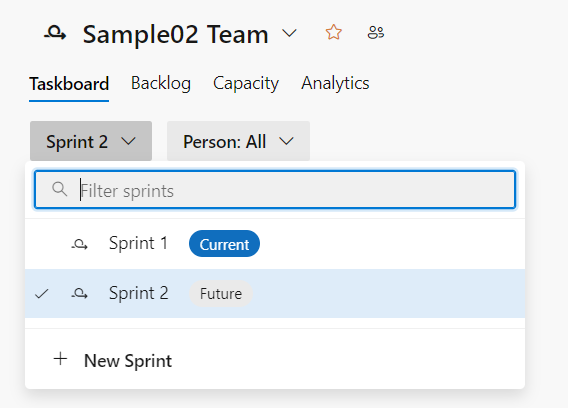 Sample02 Team
Taskboard Backlog Capacity Analytics
Sprint 2 Person: All
Filter sprints
Sprint 1 Current
Sprint 2 Future
New Sprint